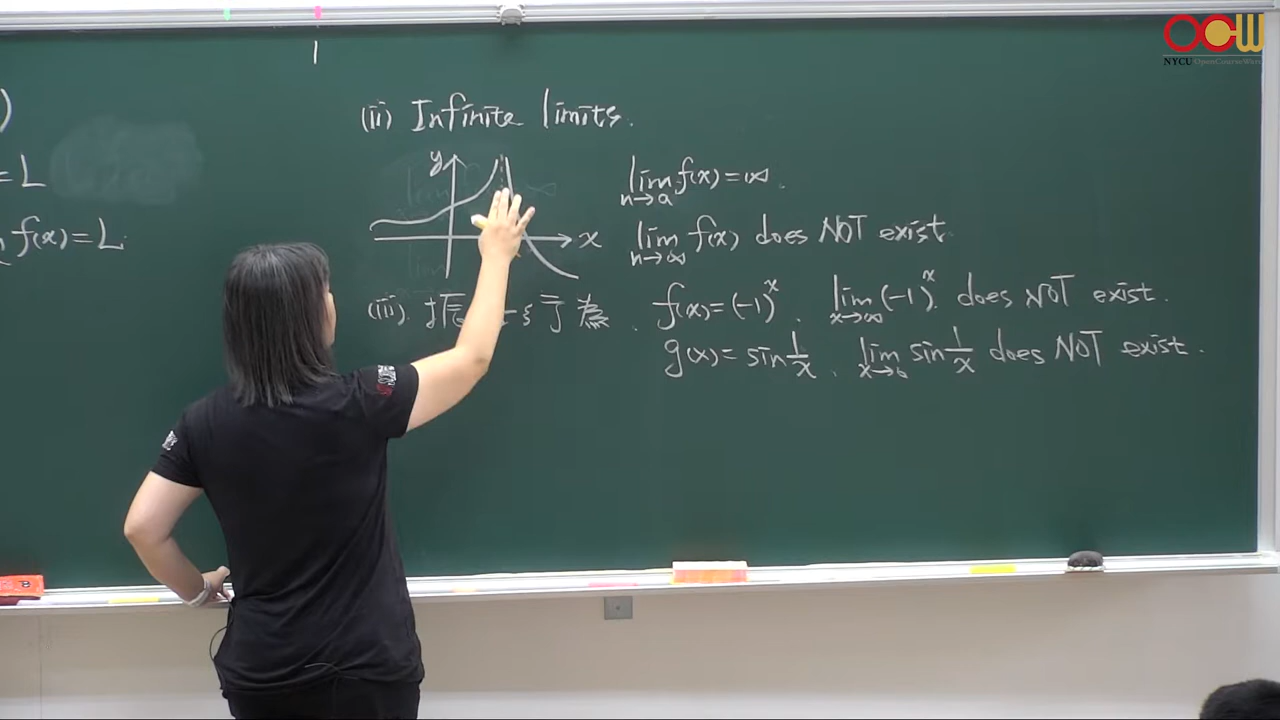 OCW
NYCU OpenCourseWare
)
= L
f(x) = L
(ii) Infinite limits.
y
x
lim f(x) = ∞.
n→a
lim f(x) does NOT exist.
n→∞
(iii). 振 行為. f(x) = (-1)^x. lim (-1)^x does NOT exist.
x→∞
g(x) = sin 1/x. lim sin 1/x does NOT exist.
x→0